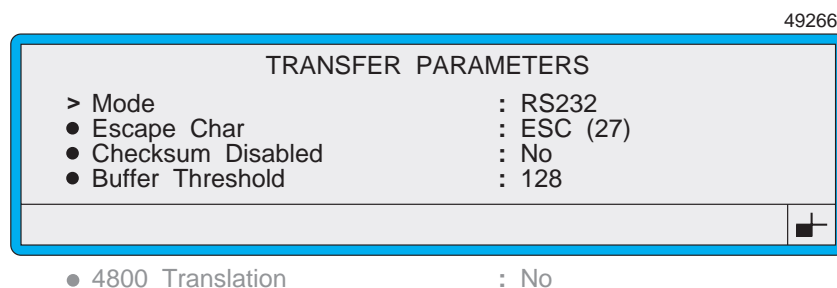 49266
TRANSFER PARAMETERS
> Mode : RS232
● Escape Char : ESC (27)
● Checksum Disabled : No
● Buffer Threshold : 128
● 4800 Translation : No